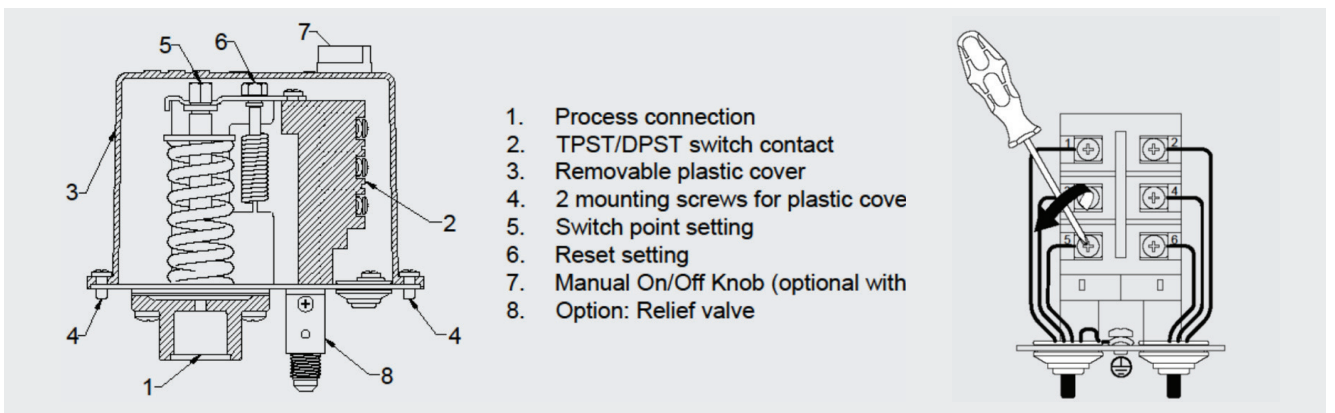 5
6
7
3
2
4
4
1
8
1. Process connection
2. TPST/DPST switch contact
3. Removable plastic cover
4. 2 mounting screws for plastic cove
5. Switch point setting
6. Reset setting
7. Manual On/Off Knob (optional with
8. Option: Relief valve
1 2
4
5 6